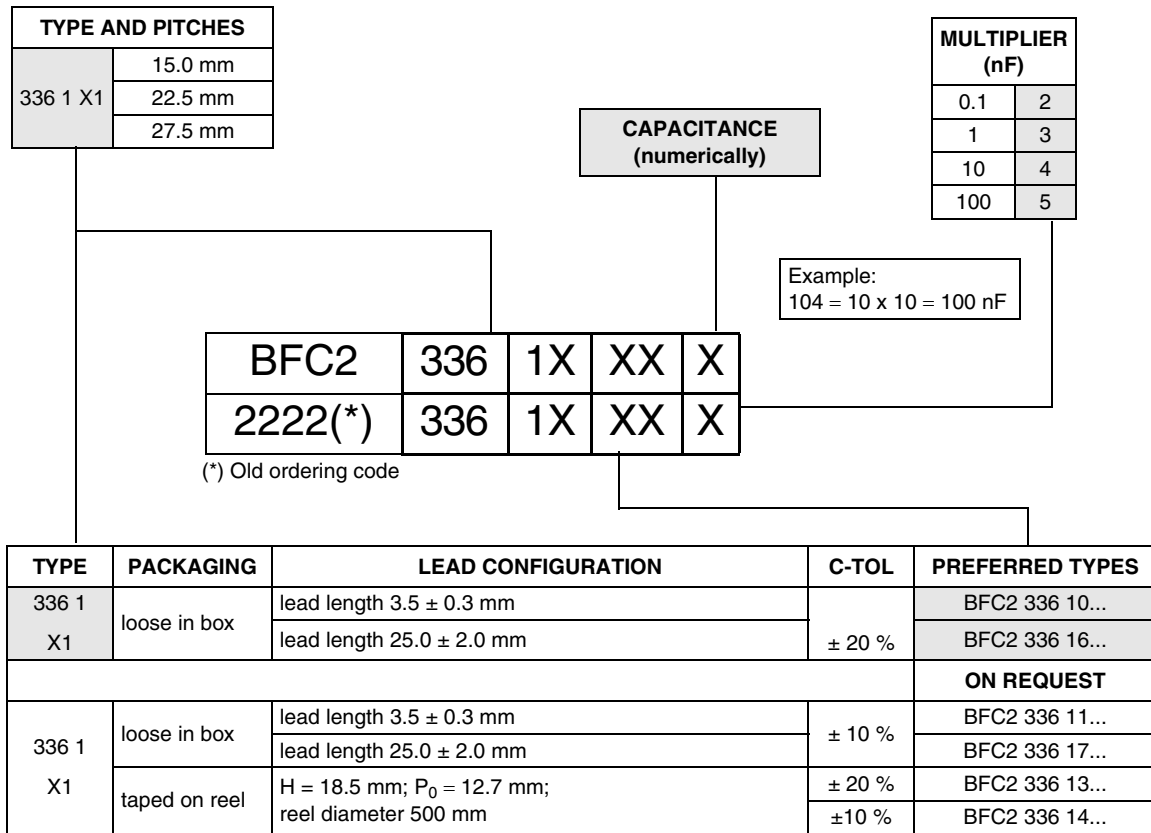 TYPE AND PITCHES
336 1 X1
15.0 mm
22.5 mm
27.5 mm
CAPACITANCE
(numerically)
MULTIPLIER
(nF)
0.1 2
1 3
10 4
100 5
Example:
104 = 10 x 10 = 100 nF
BFC2 336 1X XX X
2222(*) 336 1X XX X
(*) Old ordering code
TYPE PACKAGING LEAD CONFIGURATION C-TOL PREFERRED TYPES
336 1
X1
loose in box
lead length 3.5 ± 0.3 mm
lead length 25.0 ± 2.0 mm
± 20 %
BFC2 336 10...
BFC2 336 16...
ON REQUEST
336 1
X1
loose in box
lead length 3.5 ± 0.3 mm
lead length 25.0 ± 2.0 mm
± 10 %
BFC2 336 11...
BFC2 336 17...
taped on reel
H = 18.5 mm; P0 = 12.7 mm;
reel diameter 500 mm
± 20 %
BFC2 336 13...
±10 %
BFC2 336 14...